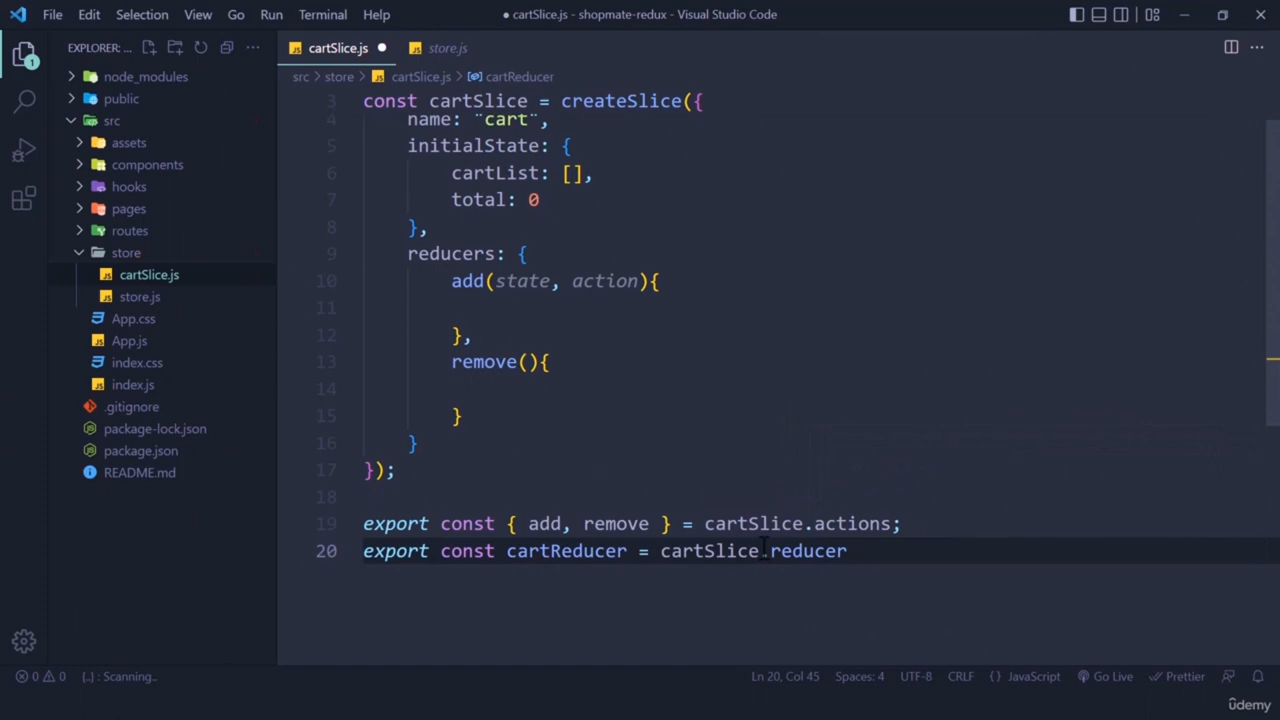 File Edit Selection View Go Run Terminal Help
● cartSlice.js - shopmate-redux - Visual Studio Code
EXPLORER: ...
cartSlice.js
store.js
src > store > cartSlice.js > cartReducer
node_modules
public
src
assets
components
hooks
pages
routes
store
cartSlice.js
store.js
App.css
App.js
index.css
index.js
.gitignore
package-lock.json
package.json
README.md
3 const cartSlice = createSlice({
4 name: "cart",
5 initialState: {
6 cartList: [],
7 total: 0
8 },
9 reducers: {
10 add(state, action){
11
12 },
13 remove(){
14
15 }
16 }
17 });
18
19 export const { add, remove } = cartSlice.actions;
20 export const cartReducer = cartSlice.reducer
1
0 0 {..} : Scanning..
Ln 20, Col 45 Spaces: 4 UTF-8 CRLF {} JavaScript Go Live Prettier
ûdemy